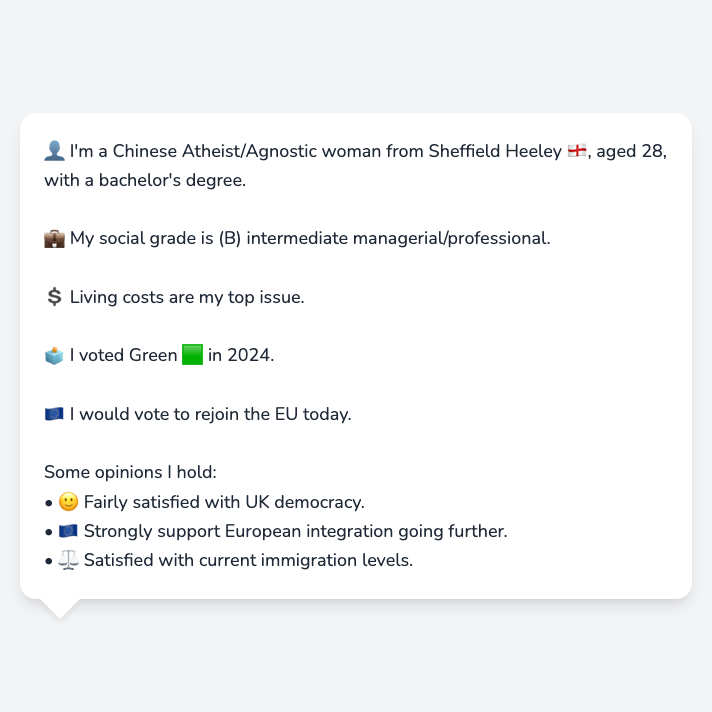 👤 I'm a Chinese Atheist/Agnostic woman from Sheffield Heeley 🏴󠁧󠁢󠁥󠁮󠁧󠁿, aged 28,
with a bachelor's degree.
💼 My social grade is (B) intermediate managerial/professional.
💲 Living costs are my top issue.
🗳️ I voted Green 🟩 in 2024.
🇪🇺 I would vote to rejoin the EU today.
Some opinions I hold:
• 🙂 Fairly satisfied with UK democracy.
• 🇪🇺 Strongly support European integration going further.
• ⚖️ Satisfied with current immigration levels.